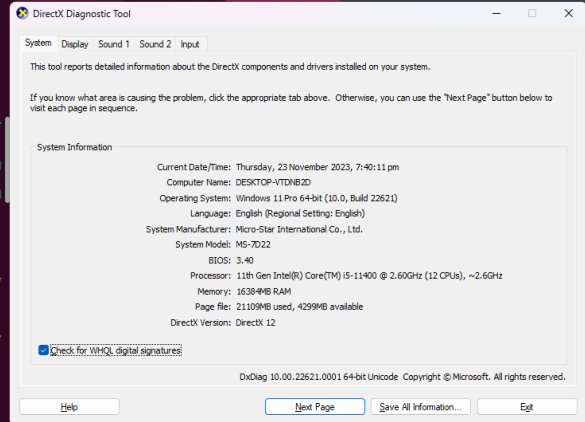 DirectX Diagnostic Tool
System Display Sound 1 Sound 2 Input
This tool reports detailed information about the DirectX components and drivers installed on your system.
If you know what area is causing the problem, click the appropriate tab above. Otherwise, you can use the "Next Page" button below to
visit each page in sequence.
System Information
Current Date/Time: Thursday, 23 November 2023, 7:40:11 pm
Computer Name: DESKTOP-VTDNB2D
Operating System: Windows 11 Pro 64-bit (10.0, Build 22621)
Language: English (Regional Setting: English)
System Manufacturer: Micro-Star International Co., Ltd.
System Model: MS-7D22
BIOS: 3.40
Processor: 11th Gen Intel(R) Core(TM) i5-11400 @ 2.60GHz (12 CPUs), ~2.6GHz
Memory: 16384MB RAM
Page file: 21109MB used, 4299MB available
DirectX Version: DirectX 12
Check for WHQL digital signatures
DxDiag 10.00.22621.0001 64-bit Unicode Copyright © Microsoft. All rights reserved.
Help Next Page Save All Information... Exit